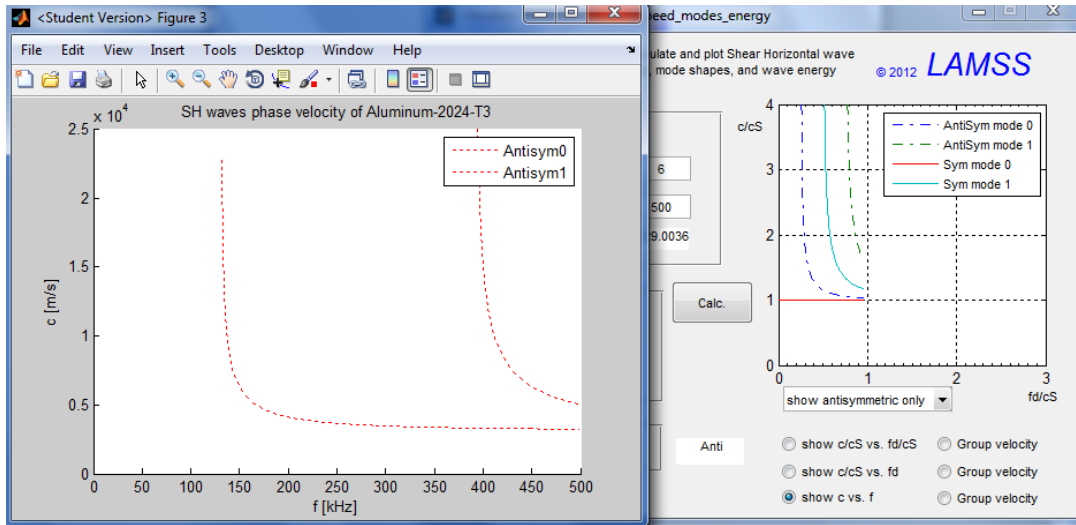 <Student Version> Figure 3
File Edit View Insert Tools Desktop Window Help
SH waves phase velocity of Aluminum-2024-T3
x 10^4
2.5
2
1.5
1
0.5
0
c [m/s]
0 50 100 150 200 250 300 350 400 450 500
f [kHz]
Antisym0
Antisym1
eed_modes_energy
ulate and plot Shear Horizontal wave
, mode shapes, and wave energy
© 2012 LAMSS
6
500
9.0036
Calc.
Anti
c/cS
4
3
2
1
0
0 1 2 3
fd/cS
AntiSym mode 0
AntiSym mode 1
Sym mode 0
Sym mode 1
show antisymmetric only
show c/cS vs. fd/cS Group velocity
show c/cS vs. fd Group velocity
show c vs. f Group velocity